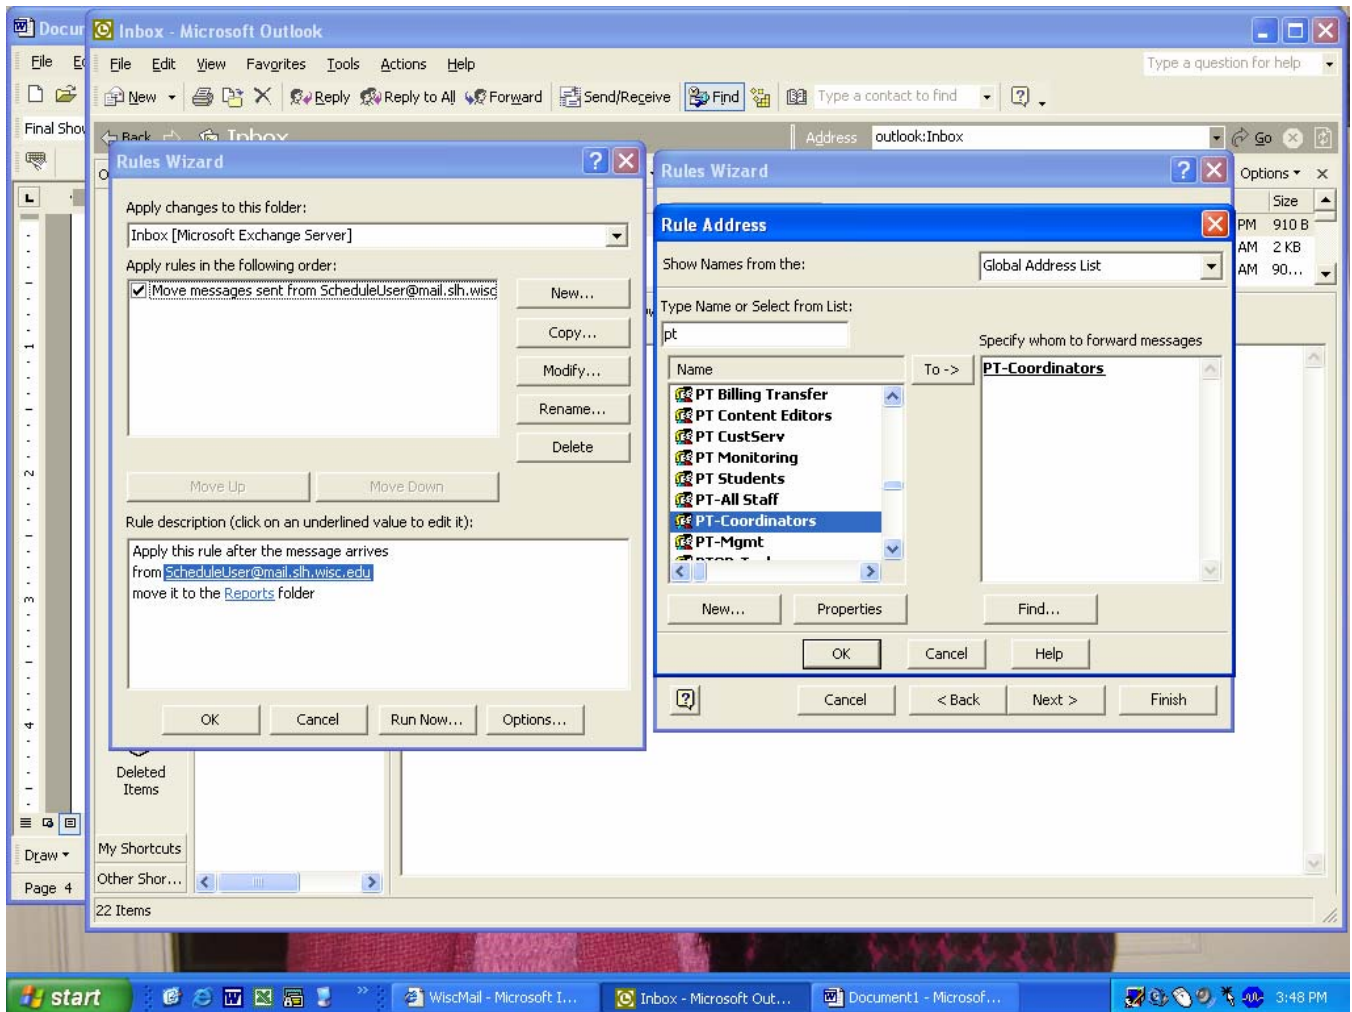 Docum
Inbox - Microsoft Outlook
File
File Edit View Favorites Tools Actions Help
Type a question for help
New Reply Reply to All Forward Send/Receive Find Type a contact to find
Final Show
Back Inbox
Address outlook:Inbox Go
Rules Wizard
Rules Wizard
Options
Size
PM 910 B
AM 2 KB
AM 90...
Apply changes to this folder:
Inbox [Microsoft Exchange Server]
Apply rules in the following order:
Move messages sent from ScheduleUser@mail.slh.wisc
New...
Copy...
Modify...
Rename...
Delete
Move Up Move Down
Rule description (click on an underlined value to edit it):
Apply this rule after the message arrives
from ScheduleUser@mail.slh.wisc.edu
move it to the Reports folder
OK Cancel Run Now... Options...
Rule Address
Show Names from the: Global Address List
Type Name or Select from List:
pt
Specify whom to forward messages
Name
To ->
PT-Coordinators
PT Billing Transfer
PT Content Editors
PT CustServ
PT Monitoring
PT Students
PT-All Staff
PT-Coordinators
PT-Mgmt
New... Properties Find...
OK Cancel Help
Cancel < Back Next > Finish
L
1
2
3
4
Deleted
Items
My Shortcuts
Other Shor...
Draw
Page 4
22 Items
start
WiscMail - Microsoft I...
Inbox - Microsoft Out...
Document1 - Microsof...
3:48 PM